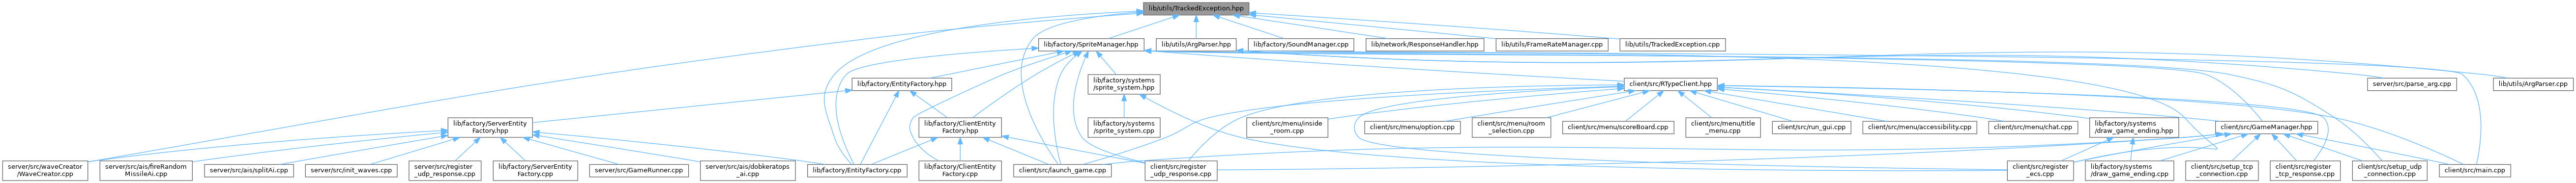 lib/utils/TrackedException.hpp
lib/factory/SpriteManager.hpp
lib/utils/ArgParser.hpp
lib/factory/SoundManager.cpp
lib/network/ResponseHandler.hpp
lib/utils/FrameRateManager.cpp
lib/utils/TrackedException.cpp
lib/factory/EntityFactory.hpp
lib/factory/systems
/sprite_system.hpp
client/src/RTypeClient.hpp
server/src/parse_arg.cpp
lib/utils/ArgParser.cpp
lib/factory/ServerEntity
Factory.hpp
lib/factory/ClientEntity
Factory.hpp
lib/factory/systems
/sprite_system.cpp
client/src/menu/inside
_room.cpp
client/src/menu/option.cpp
client/src/menu/room
_selection.cpp
client/src/menu/scoreBoard.cpp
client/src/menu/title
_menu.cpp
client/src/run_gui.cpp
client/src/menu/accessibility.cpp
client/src/menu/chat.cpp
lib/factory/systems
/draw_game_ending.hpp
client/src/GameManager.hpp
server/src/waveCreator
/WaveCreator.cpp
server/src/ais/fireRandom
MissileAi.cpp
server/src/ais/splitAi.cpp
server/src/init_waves.cpp
server/src/register
_udp_response.cpp
lib/factory/ServerEntity
Factory.cpp
server/src/GameRunner.cpp
server/src/ais/dobkeratops
_ai.cpp
lib/factory/EntityFactory.cpp
lib/factory/ClientEntity
Factory.cpp
client/src/launch_game.cpp
client/src/register
_udp_response.cpp
client/src/register
_ecs.cpp
lib/factory/systems
/draw_game_ending.cpp
client/src/setup_tcp
_connection.cpp
client/src/register
_tcp_response.cpp
client/src/setup_udp
_connection.cpp
client/src/main.cpp